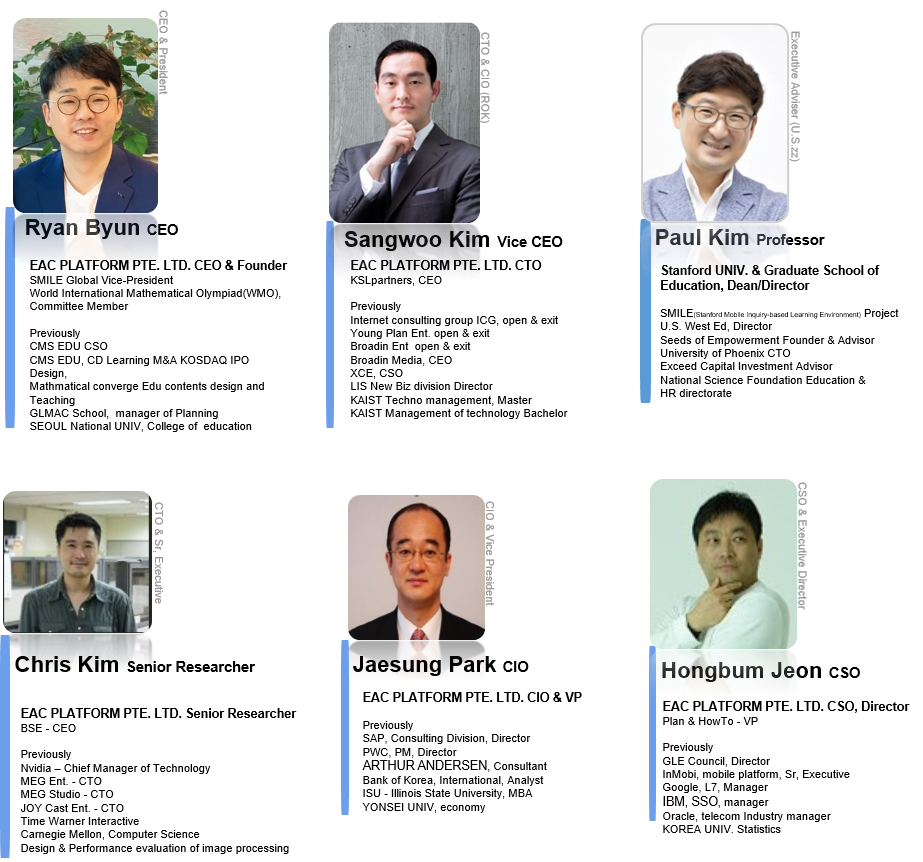 CEO & President
Ryan Byun CEO
EAC PLATFORM PTE. LTD. CEO & Founder
SMILE Global Vice-President
World International Mathematical Olympiad(WMO),
Committee Member
Previously
CMS EDU CSO
CMS EDU, CD Learning M&A KOSDAQ IPO
Design,
Mathmatical converge Edu contents design and
Teaching
GLMAC School,  manager of Planning
SEOUL National UNIV, College of  education
CTO & CIO (ROK)
Sangwoo Kim Vice CEO
EAC PLATFORM PTE. LTD. CTO
KSLpartners, CEO
Previously
Internet consulting group ICG, open & exit
Young Plan Ent. open & exit
Broadin Ent  open & exit
Broadin Media, CEO
XCE, CSO
LIS New Biz division Director
KAIST Techno management, Master
KAIST Management of technology Bachelor
Executive Adviser (U.S.zz)
Paul Kim Professor
Stanford UNIV. & Graduate School of
Education, Dean/Director
SMILE(Stanford Mobile Inquiry-based Learning Environment) Project
U.S. West Ed, Director
Seeds of Empowerment Founder & Advisor
University of Phoenix CTO
Exceed Capital Investment Advisor
National Science Foundation Education &
HR directorate
CTO & Sr, Executive
Chris Kim Senior Researcher
EAC PLATFORM PTE. LTD. Senior Researcher
BSE - CEO
Previously
Nvidia – Chief Manager of Technology
MEG Ent. - CTO
MEG Studio - CTO
JOY Cast Ent. - CTO
Time Warner Interactive
Carnegie Mellon, Computer Science
Design & Performance evaluation of image processing
CIO & Vice President
Jaesung Park CIO
EAC PLATFORM PTE. LTD. CIO & VP
Previously
SAP, Consulting Division, Director
PWC, PM, Director
ARTHUR ANDERSEN, Consultant
Bank of Korea, International, Analyst
ISU - Illinois State University, MBA
YONSEI UNIV, economy
CSO & Executive Director
Hongbum Jeon CSO
EAC PLATFORM PTE. LTD. CSO, Director
Plan & HowTo - VP
Previously
GLE Council, Director
InMobi, mobile platform, Sr, Executive
Google, L7, Manager
IBM, SSO, manager
Oracle, telecom Industry manager
KOREA UNIV. Statistics